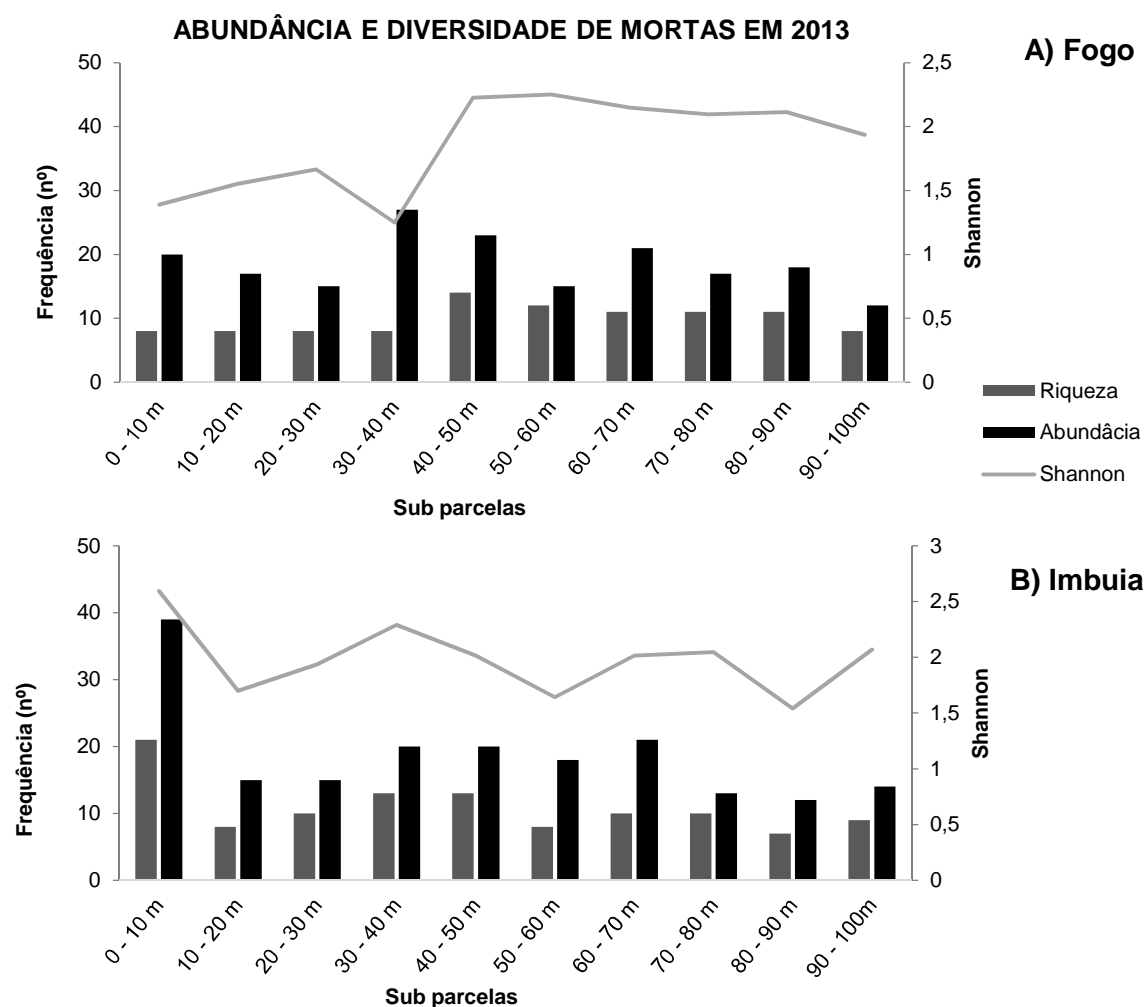 ABUNDÂNCIA E DIVERSIDADE DE MORTAS EM 2013
A) Fogo
50
40
30
20
10
0
Frequência (nº)
2,5
2
1,5
1
0,5
0
Shannon
0 - 10 m
10 - 20 m
20 - 30 m
30 - 40 m
40 - 50 m
50 - 60 m
60 - 70 m
70 - 80 m
80 - 90 m
90 - 100m
Sub parcelas
Riqueza
Abundâcia
Shannon
B) Imbuia
50
40
30
20
10
0
Frequência (nº)
3
2,5
2
1,5
1
0,5
0
Shannon
0 - 10 m
10 - 20 m
20 - 30 m
30 - 40 m
40 - 50 m
50 - 60 m
60 - 70 m
70 - 80 m
80 - 90 m
90 - 100m
Sub parcelas